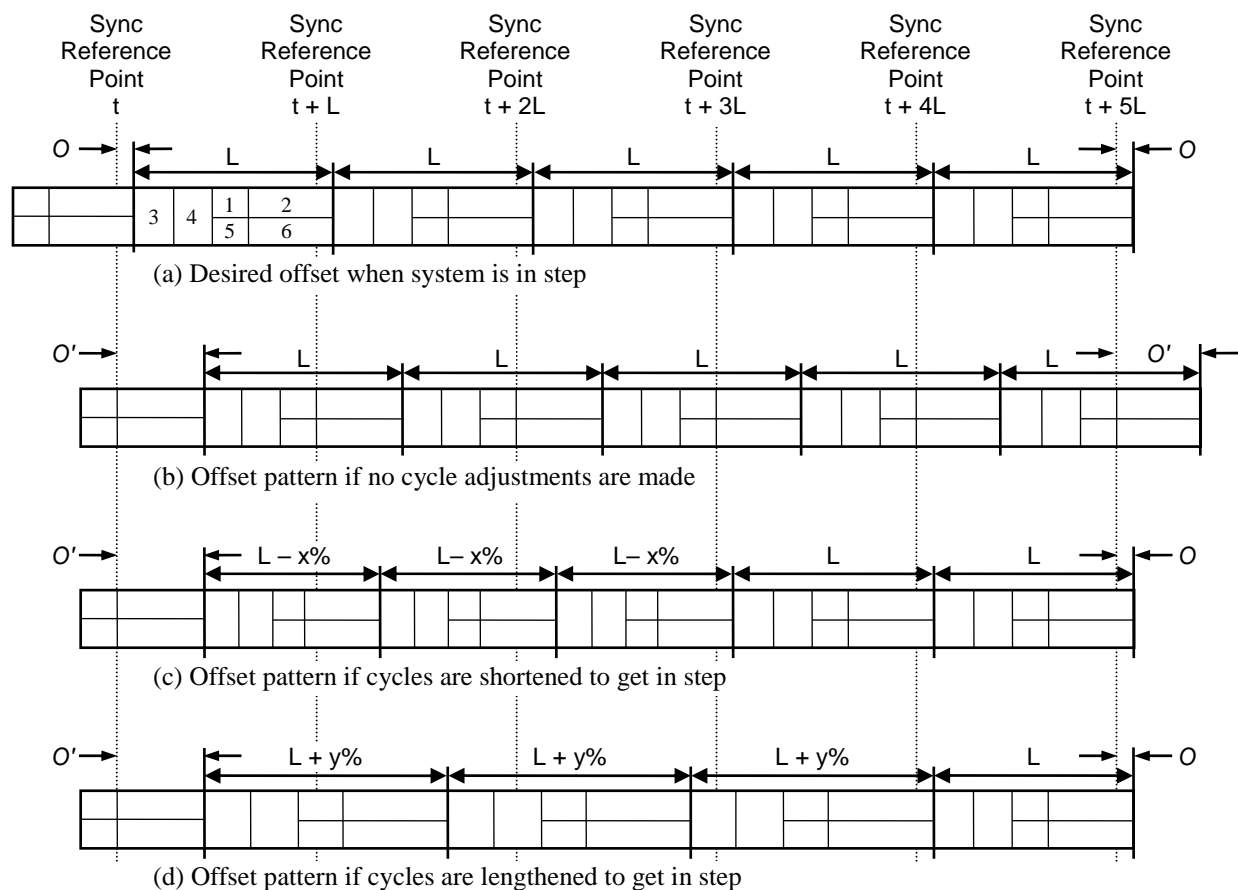 Sync Reference Point t
Sync Reference Point t + L
Sync Reference Point t + 2L
Sync Reference Point t + 3L
Sync Reference Point t + 4L
Sync Reference Point t + 5L
O L L L L L O
3 4 1 2
5 6
(a) Desired offset when system is in step
O' L L L L L O'
(b) Offset pattern if no cycle adjustments are made
O' L – x% L– x% L– x% L L O
(c) Offset pattern if cycles are shortened to get in step
O' L + y% L + y% L + y% L O
(d) Offset pattern if cycles are lengthened to get in step